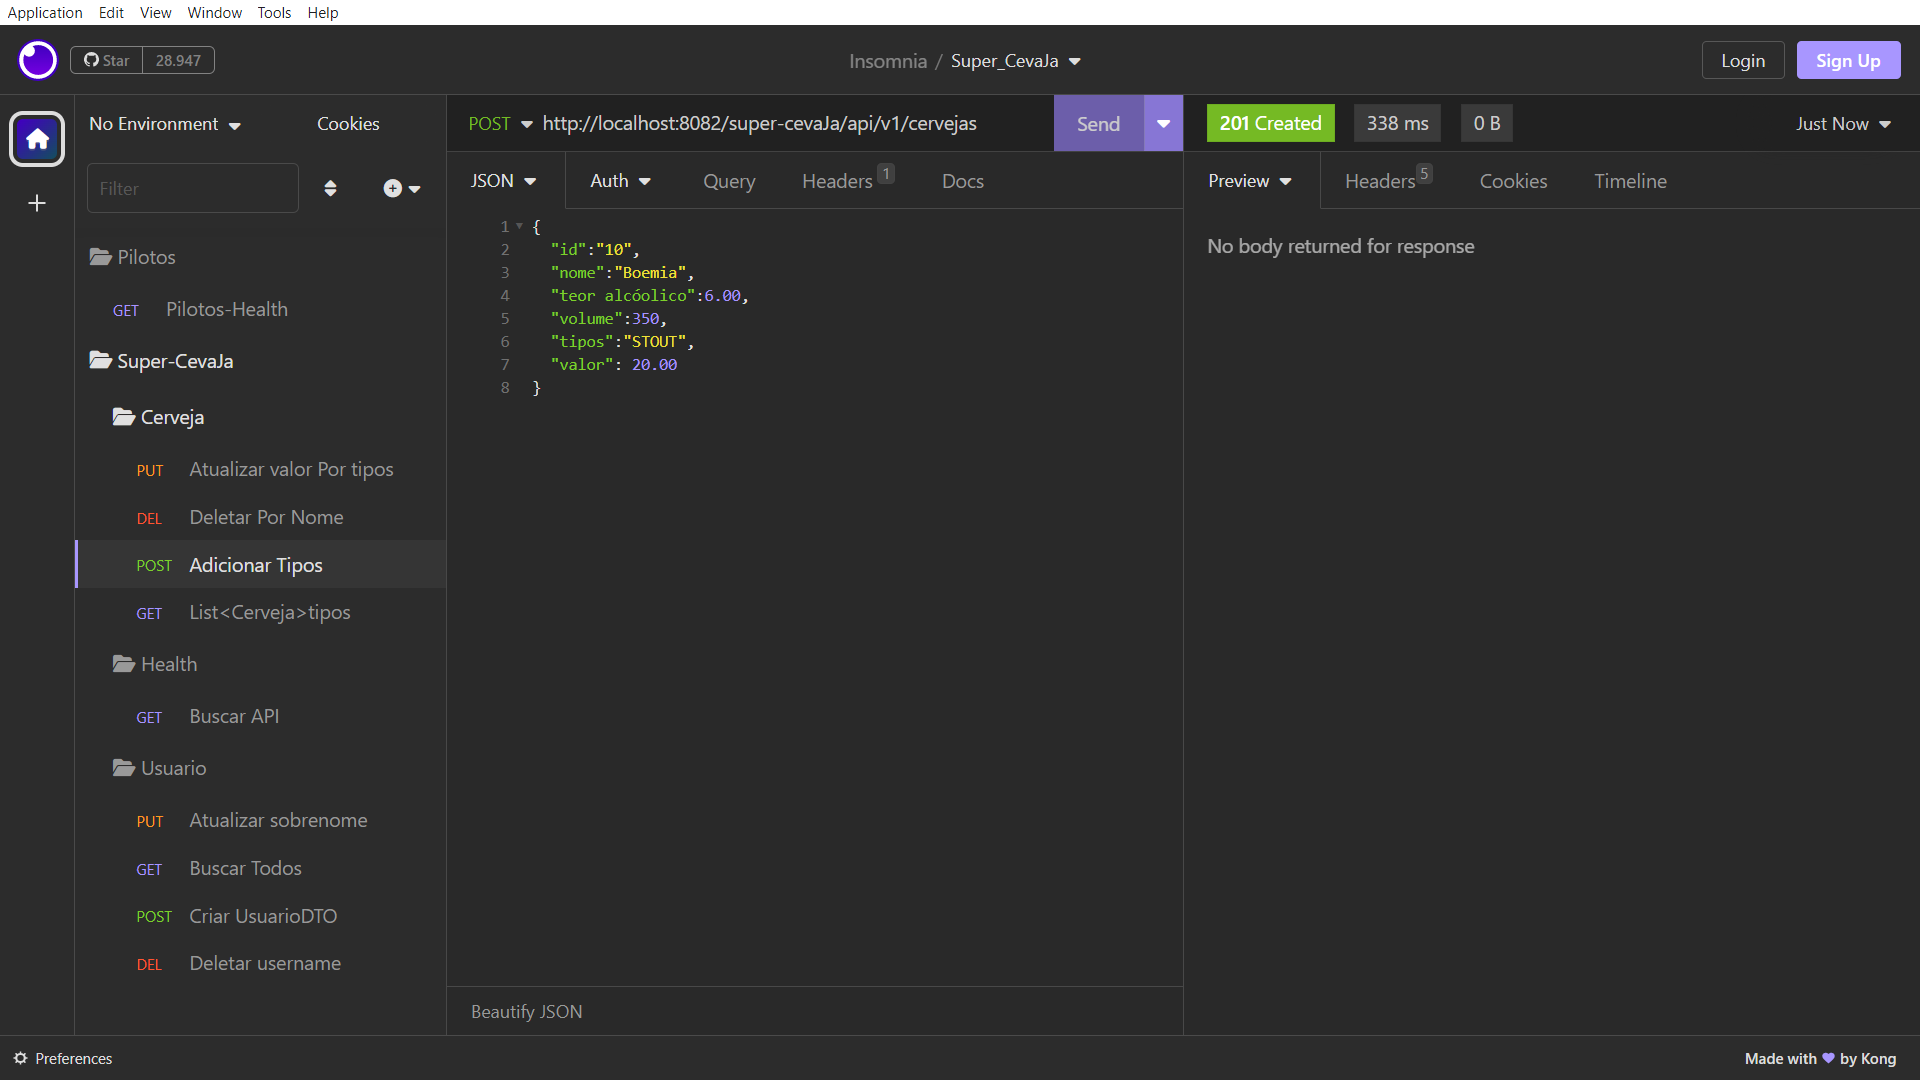 Application Edit View Window Tools Help
Star 28.947
Insomnia / Super_CevaJa
Login
Sign Up
No Environment
Cookies
Filter
Pilotos
GET Pilotos-Health
Super-CevaJa
Cerveja
PUT Atualizar valor Por tipos
DEL Deletar Por Nome
POST Adicionar Tipos
GET List<Cerveja>tipos
Health
GET Buscar API
Usuario
PUT Atualizar sobrenome
GET Buscar Todos
POST Criar UsuarioDTO
DEL Deletar username
POST http://localhost:8082/super-cevaJa/api/v1/cervejas
Send
JSON Auth Query Headers 1 Docs
1 {
2 "id":"10",
3 "nome":"Boemia",
4 "teor alcóolico":6.00,
5 "volume":350,
6 "tipos":"STOUT",
7 "valor": 20.00
8 }
Beautify JSON
201 Created 338 ms 0 B
Just Now
Preview Headers 5 Cookies Timeline
No body returned for response
Preferences
Made with by Kong